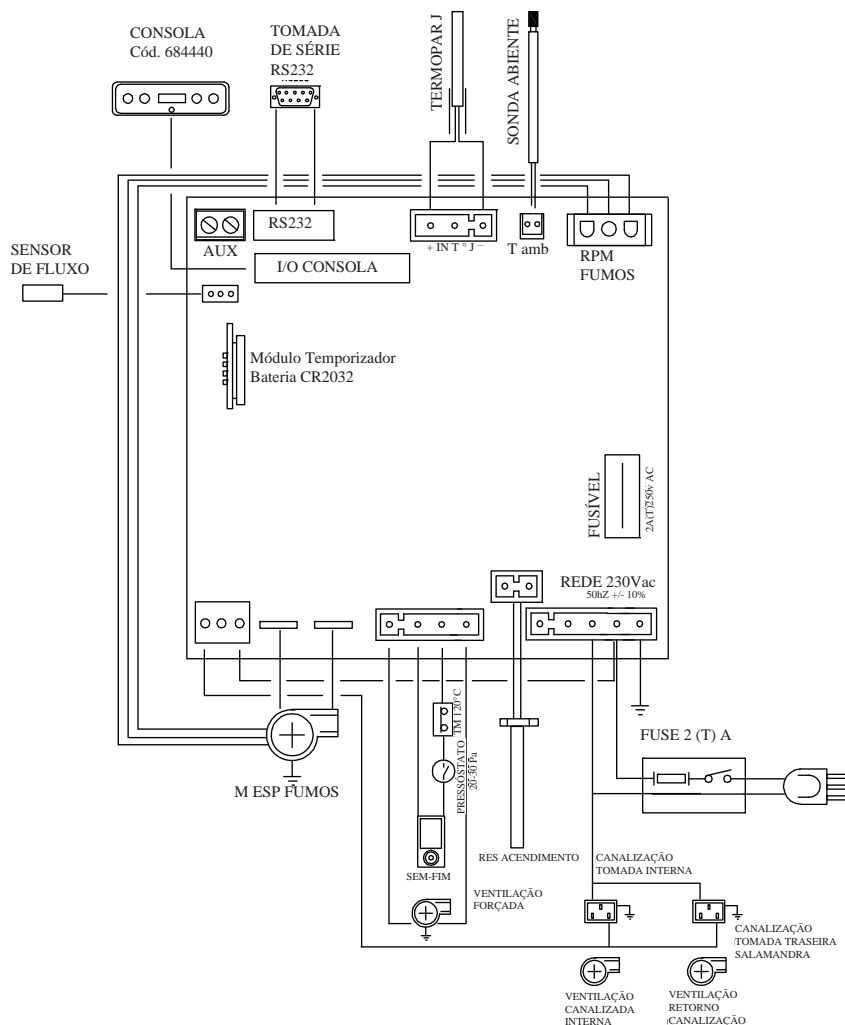 CONSOLA
Cód. 684440
TOMADA
DE SÉRIE
RS232
TERMOPAR J
SONDA ABIENTE
AUX
RS232
+ IN T ° J –
T amb
RPM
FUMOS
SENSOR
DE FLUXO
I/O CONSOLA
Módulo Temporizador
Bateria CR2032
FUSÍVEL
2A(T)250v AC
REDE 230Vac
50hZ +/- 10%
TM 120°C
PRESSOSTATO
20-30 Pa
FUSE 2 (T) A
M ESP FUMOS
SEM-FIM
RES ACENDIMENTO
CANALIZAÇÃO
TOMADA INTERNA
VENTILAÇÃO
FORÇADA
CANALIZAÇÃO
TOMADA TRASEIRA
SALAMANDRA
VENTILAÇÃO
CANALIZADA
INTERNA
VENTILAÇÃO
RETORNO
CANALIZAÇÃO